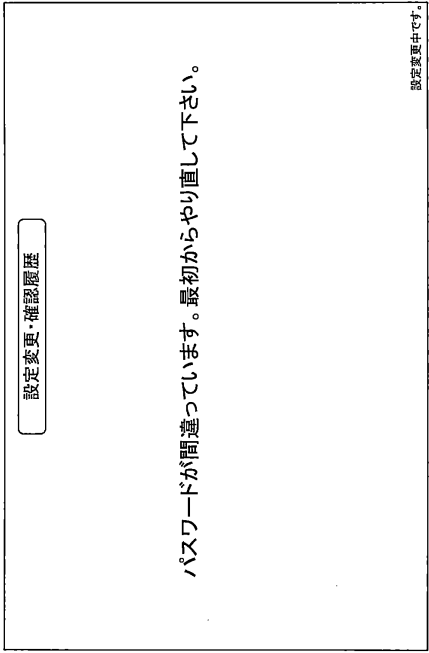 設定変更・確認履歴
パスワードが間違っています。最初からやり直して下さい。
設定変更中です。